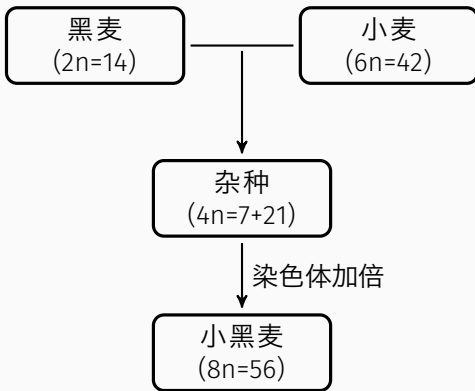 黑麦
(2n=14)
小麦
(6n=42)
杂种
(4n=7+21)
染色体加倍
小黑麦
(8n=56)